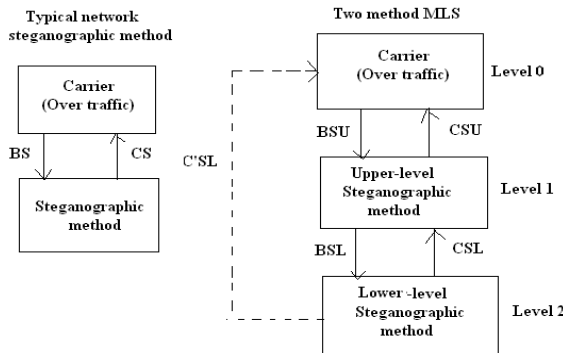 Typical network
steganographic method
Carrier
(Over traffic)
BS
CS
Steganographic
method
Two method MLS
Carrier
(Over traffic)
Level 0
BSU
CSU
C'SL
Upper-level
Steganographic
method
Level 1
BSL
CSL
Lower -level
Steganographic
method
Level 2